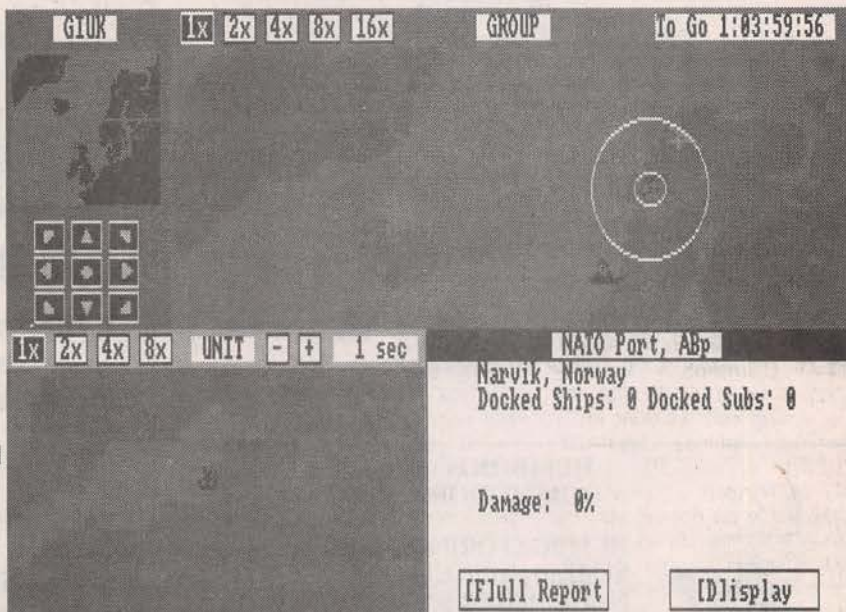 GIUK 1x 2x 4x 8x 16x GROUP To Go 1:03:59:56
1x 2x 4x 8x UNIT - + 1 sec
NATO Port, ABp
Narvik, Norway
Docked Ships: 0 Docked Subs: 0
Damage: 0%
[F]ull Report [D]isplay